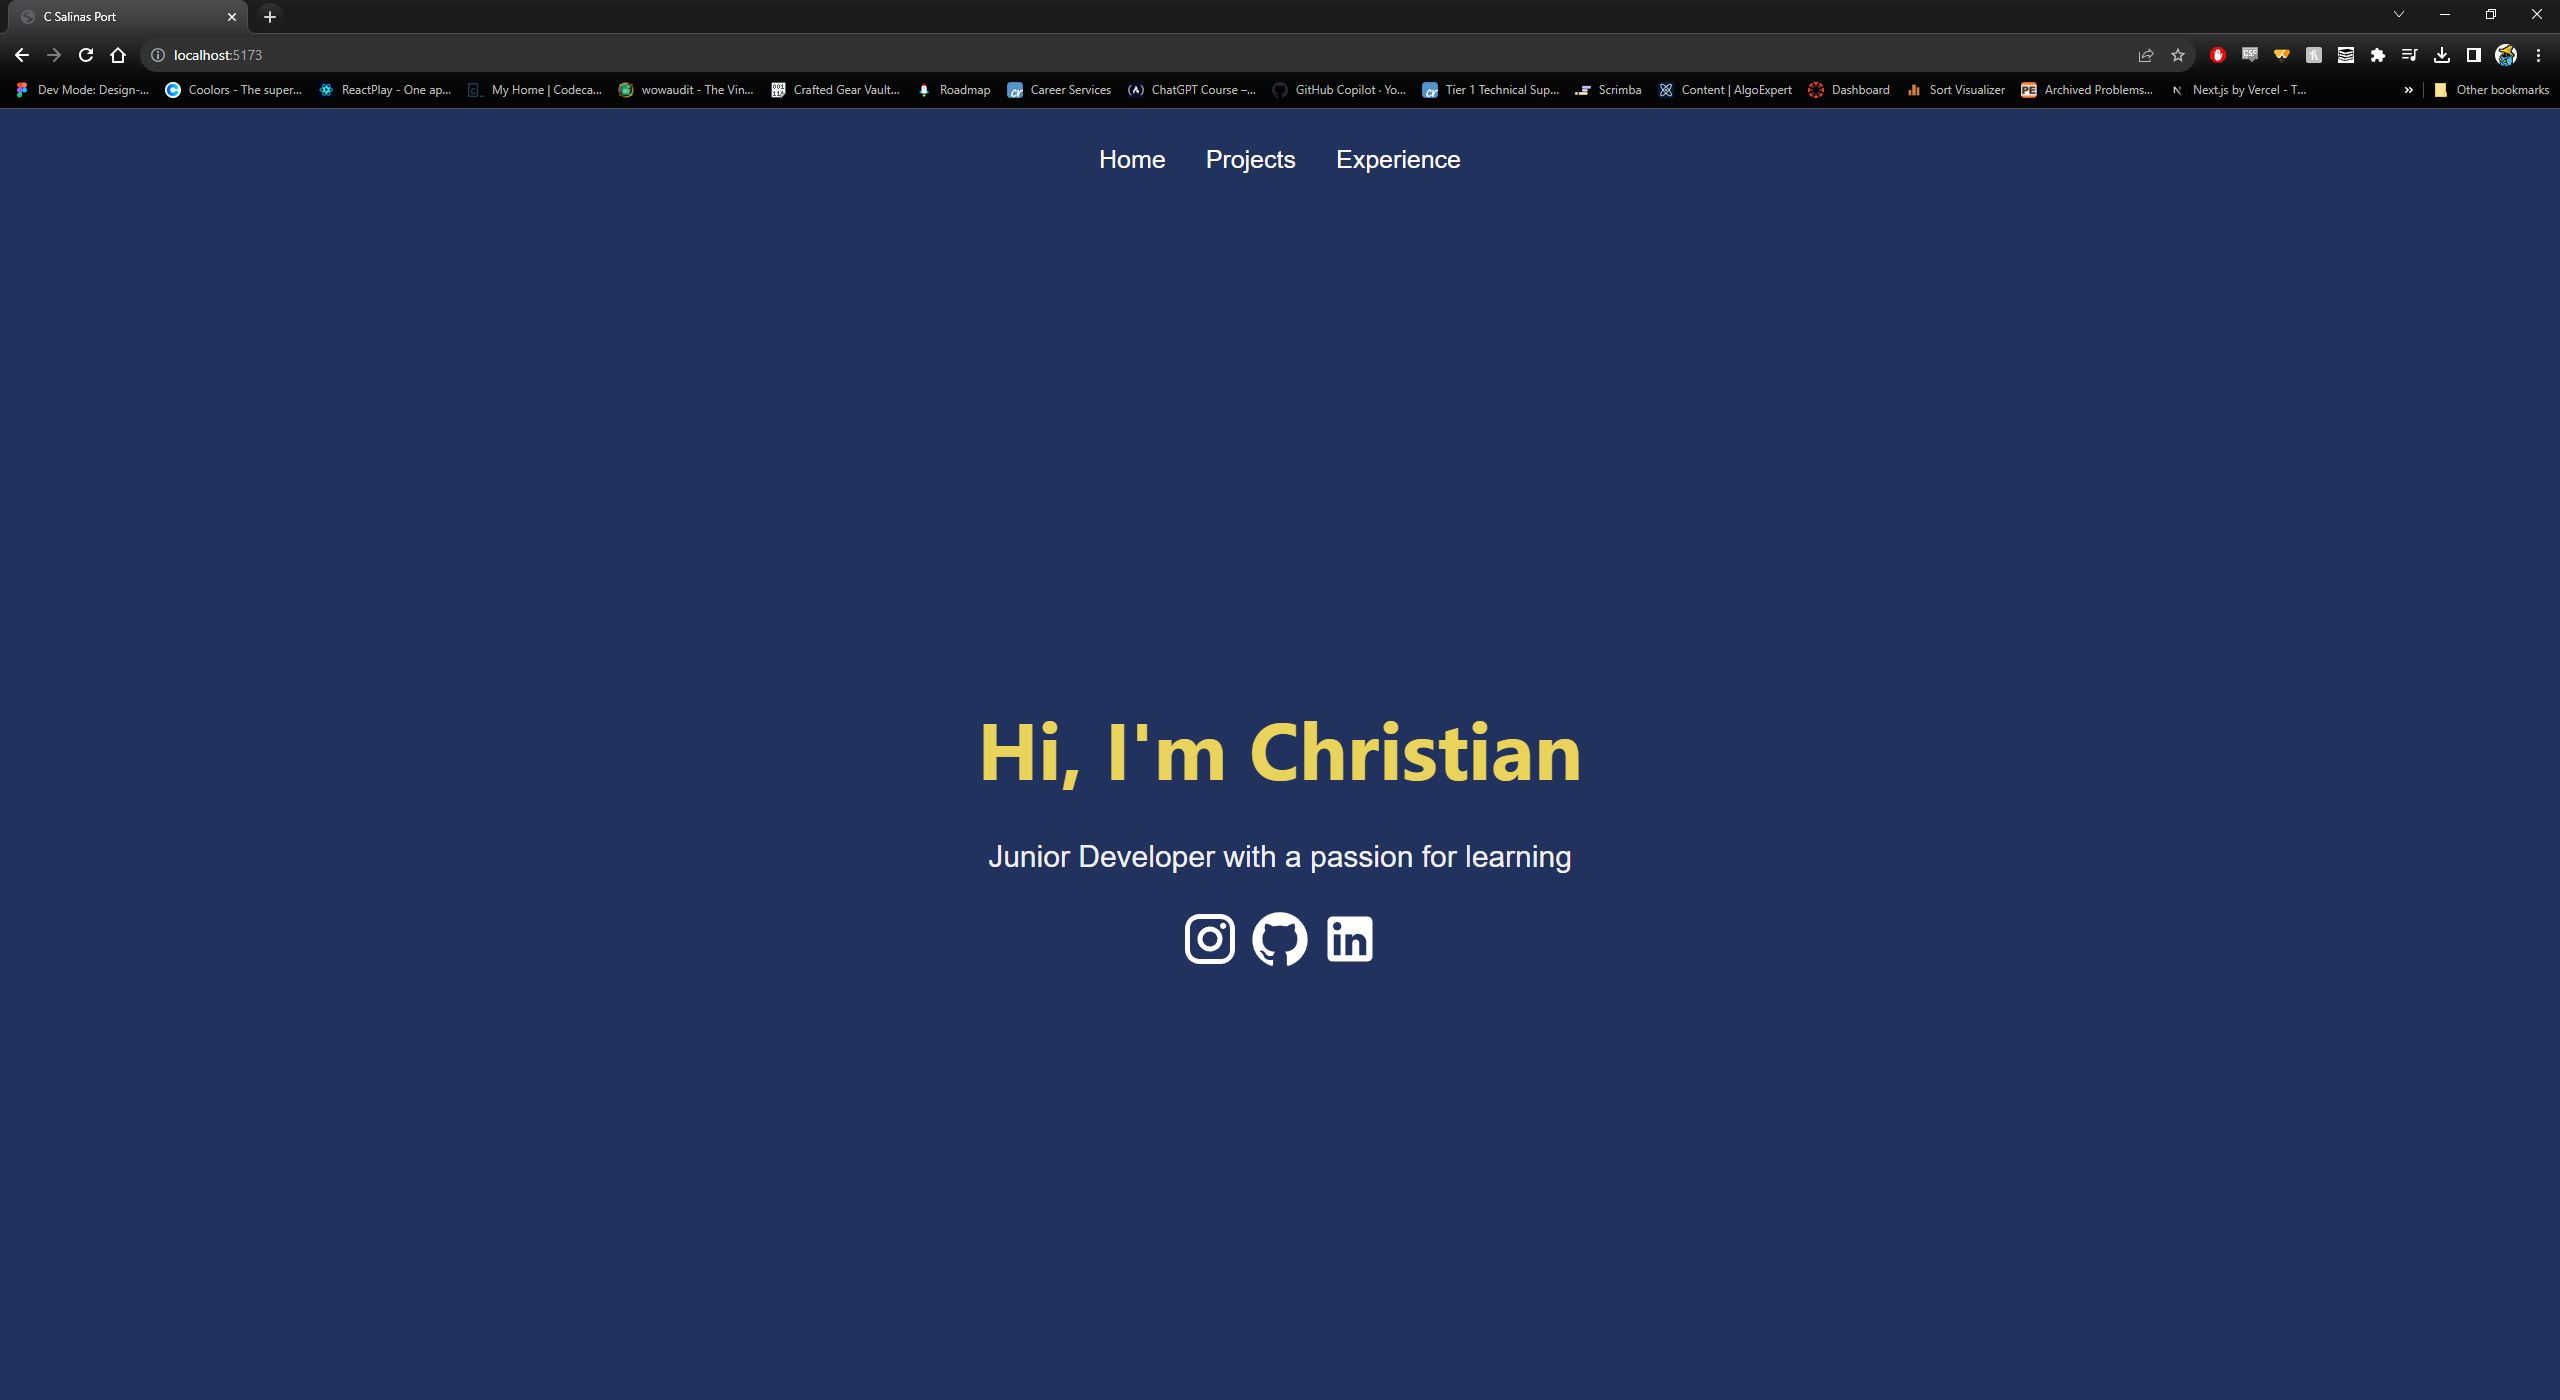 C Salinas Port
localhost:5173
Dev Mode: Design-... Coolors - The super... ReactPlay - One ap... My Home | Codeca... wowaudit - The Vin... Crafted Gear Vault... Roadmap Career Services ChatGPT Course –... GitHub Copilot · Yo... Tier 1 Technical Sup... Scrimba Content | AlgoExpert Dashboard Sort Visualizer Archived Problems... Next.js by Vercel - T... » Other bookmarks
Home Projects Experience
Hi, I'm Christian
Junior Developer with a passion for learning
in